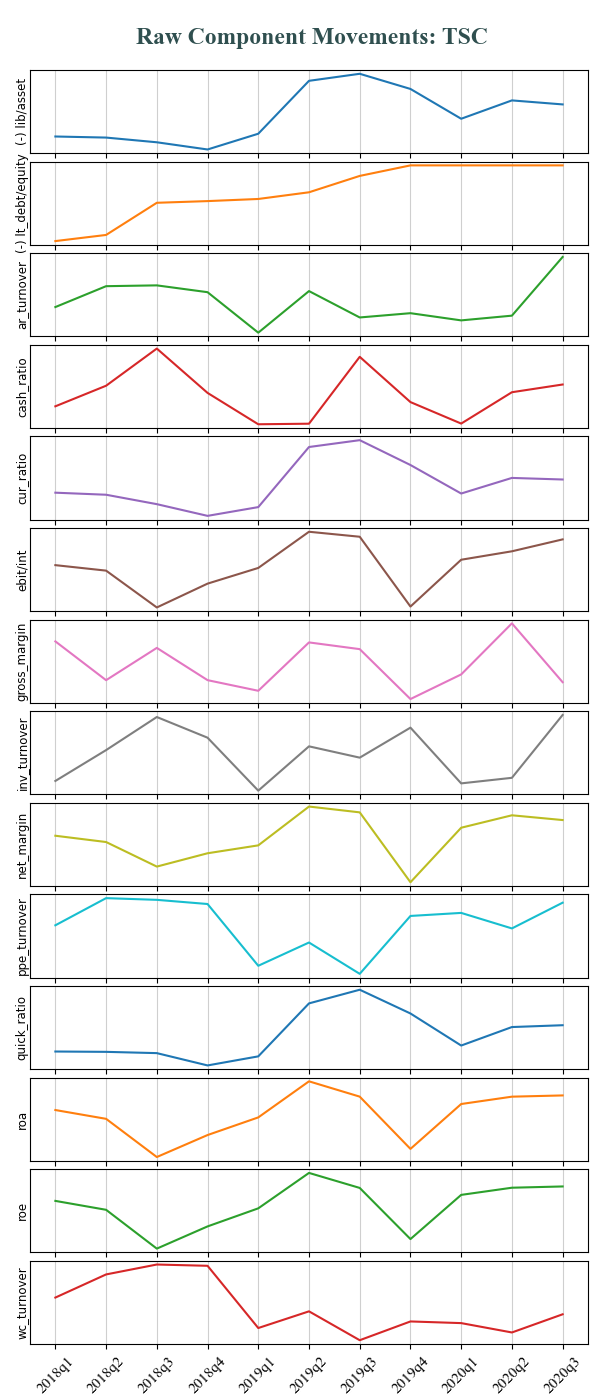 Raw Component Movements: TSC
(-) lib/asset
(-) lt_debt/equity
ar_turnover
cash_ratio
cur_ratio
ebit/int
gross_margin
inv_turnover
net_margin
ppe_turnover
quick_ratio
roa
roe
wc_turnover
2018q1 2018q2 2018q3 2018q4 2019q1 2019q2 2019q3 2019q4 2020q1 2020q2 2020q3